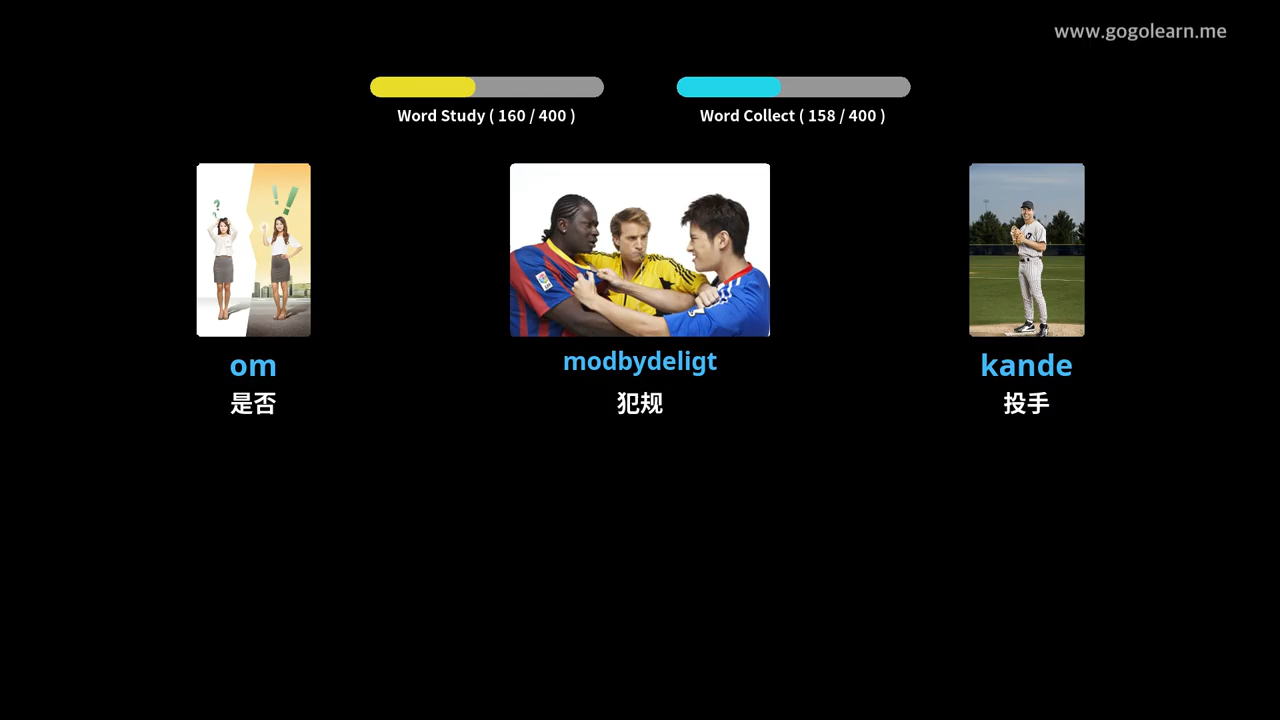 www.gogolearn.me
Word Study ( 160 / 400 )
Word Collect ( 158 / 400 )
om
modbydeligt
kande
是否
犯规
投手